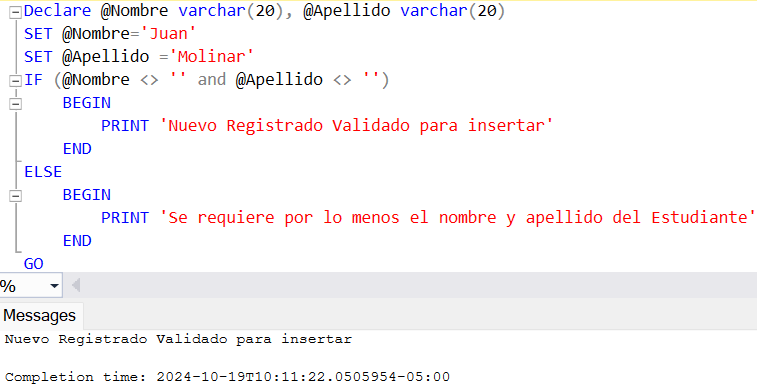 Declare @Nombre varchar(20), @Apellido varchar(20)
SET @Nombre='Juan'
SET @Apellido ='Molinar'
IF (@Nombre <> '' and @Apellido <> '')
BEGIN
PRINT 'Nuevo Registrado Validado para insertar'
END
ELSE
BEGIN
PRINT 'Se requiere por lo menos el nombre y apellido del Estudiante'
END
GO
%
Messages
Nuevo Registrado Validado para insertar
Completion time: 2024-10-19T10:11:22.0505954-05:00